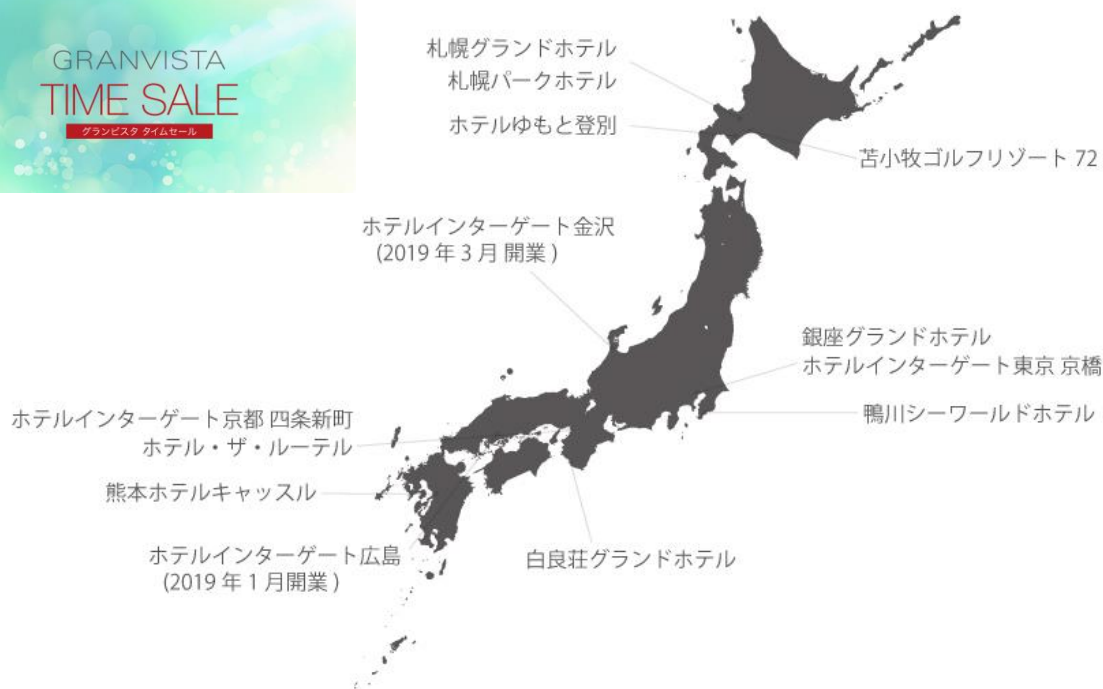 GRANVISTA
TIME SALE
グランビスタ タイムセール
札幌グランドホテル
札幌パークホテル
ホテルゆもと登別
苫小牧ゴルフリゾート 72
ホテルインターゲート金沢
(2019 年 3 月 開業 )
銀座グランドホテル
ホテルインターゲート東京 京橋
鴨川シーワールドホテル
ホテルインターゲート京都 四条新町
ホテル・ザ・ルーテル
熊本ホテルキャッスル
ホテルインターゲート広島
(2019 年 1 月開業 )
白良荘グランドホテル